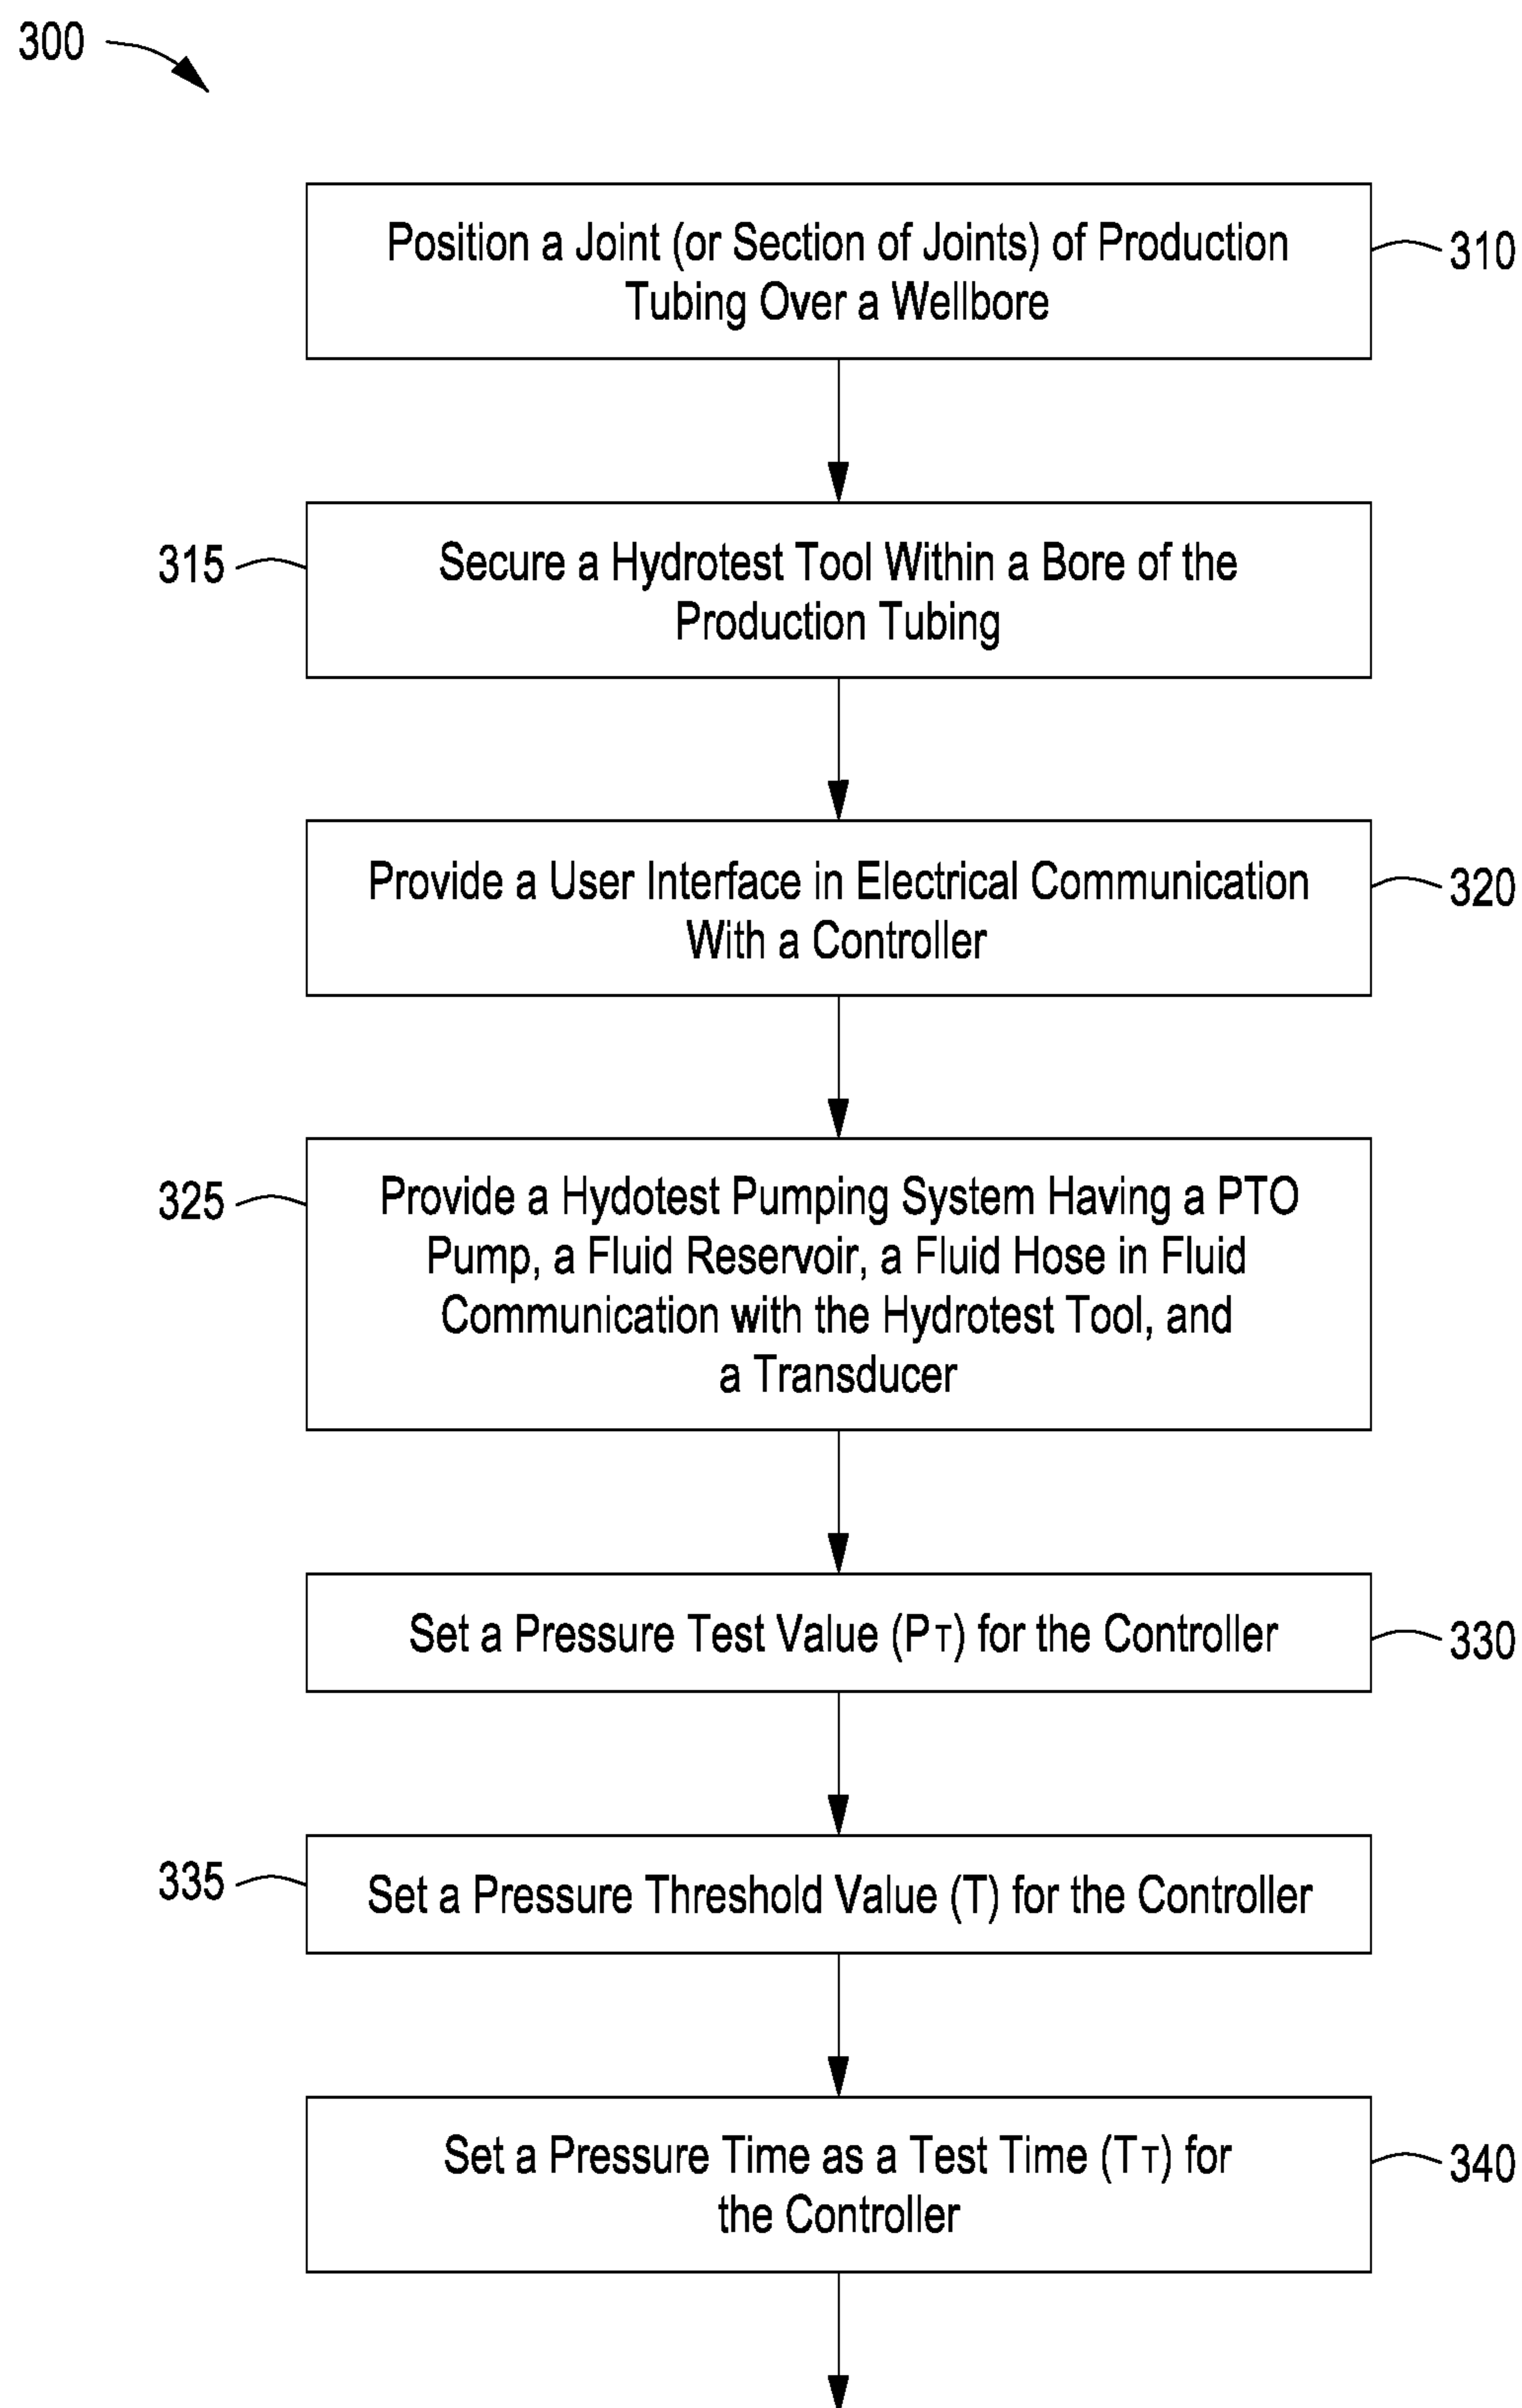 300
Position a Joint (or Section of Joints) of Production
Tubing Over a Wellbore
310
315
Secure a Hydrotest Tool Within a Bore of the
Production Tubing
Provide a User Interface in Electrical Communication
With a Controller
320
325
Provide a Hydotest Pumping System Having a PTO
Pump, a Fluid Reservoir, a Fluid Hose in Fluid
Communication with the Hydrotest Tool, and
a Transducer
Set a Pressure Test Value (PT) for the Controller
330
335
Set a Pressure Threshold Value (T) for the Controller
Set a Pressure Time as a Test Time (TT) for
the Controller
340